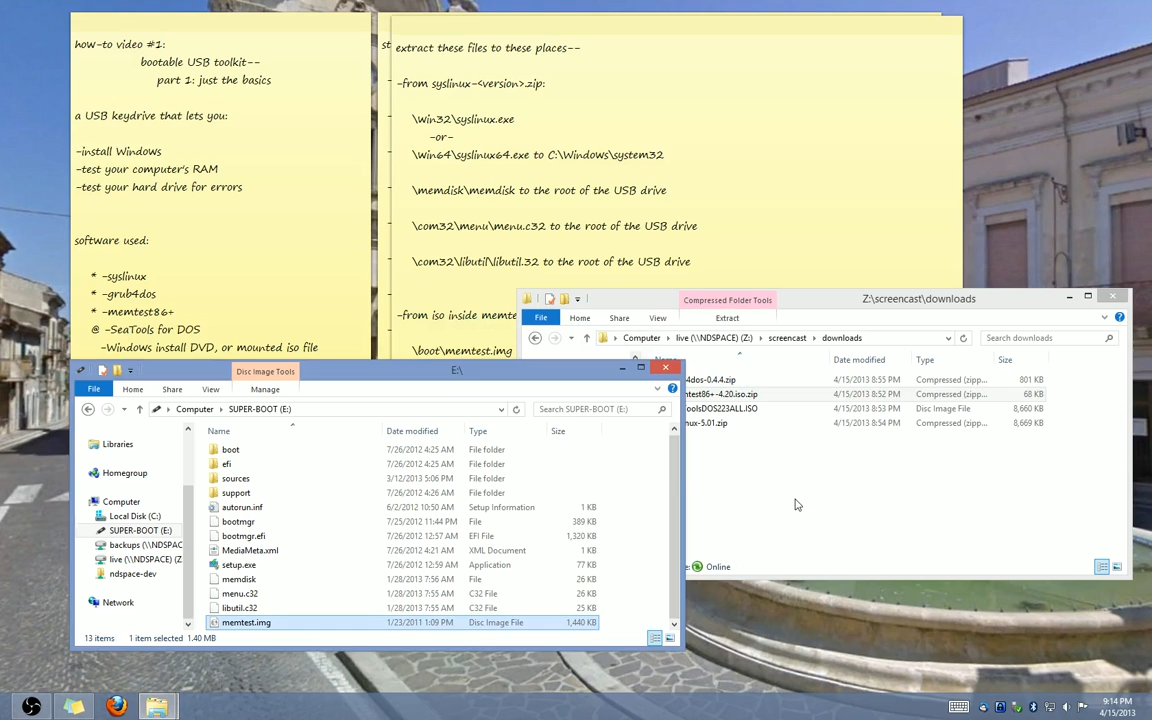 how-to video #1:
bootable USB toolkit--
part 1: just the basics
a USB keydrive that lets you:
-install Windows
-test your computer's RAM
-test your hard drive for errors
software used:
* -syslinux
* -grub4dos
* -memtest86+
@ -SeaTools for DOS
-Windows install DVD, or mounted iso file
st
extract these files to these places--
-from syslinux-<version>.zip:
\Win32\syslinux.exe
-or-
\Win64\syslinux64.exe to C:\Windows\system32
\memdisk\memdisk to the root of the USB drive
\com32\menu\menu.c32 to the root of the USB drive
\com32\libutil\libutil.32 to the root of the USB drive
-from iso inside memte
\boot\memtest.img
Compressed Folder Tools
Z:\screencast\downloads
File Home Share View Extract
Computer live (\\NDSPACE) (Z:) screencast downloads
Search downloads
Date modified Type Size
4dos-0.4.4.zip 4/15/2013 8:55 PM Compressed (zipp... 801 KB
ntest86+-4.20.iso.zip 4/15/2013 8:52 PM Compressed (zipp... 68 KB
oolsDOS223ALL.ISO 4/15/2013 8:53 PM Disc Image File 8,660 KB
nux-5.01.zip 4/15/2013 8:54 PM Compressed (zipp... 8,669 KB
Online
Disc Image Tools
E:\
File Home Share View Manage
Computer SUPER-BOOT (E:)
Search SUPER-BOOT (E:)
Libraries
Homegroup
Computer
Local Disk (C:)
SUPER-BOOT (E:)
backups (\\NDSPAC
live (\\NDSPACE) (Z
ndspace-dev
Network
Name Date modified Type Size
boot 7/26/2012 4:25 AM File folder
efi 7/26/2012 4:25 AM File folder
sources 3/12/2013 5:06 PM File folder
support 7/26/2012 4:26 AM File folder
autorun.inf 6/2/2012 10:50 AM Setup Information 1 KB
bootmgr 7/25/2012 11:44 PM File 389 KB
bootmgr.efi 7/26/2012 12:57 AM EFI File 1,320 KB
MediaMeta.xml 7/26/2012 4:21 AM XML Document 1 KB
setup.exe 7/26/2012 12:59 AM Application 77 KB
memdisk 1/28/2013 7:56 AM File 26 KB
menu.c32 1/28/2013 7:55 AM C32 File 26 KB
libutil.c32 1/28/2013 7:55 AM C32 File 25 KB
memtest.img 1/23/2011 1:09 PM Disc Image File 1,440 KB
13 items 1 item selected 1.40 MB
9:14 PM
4/15/2013